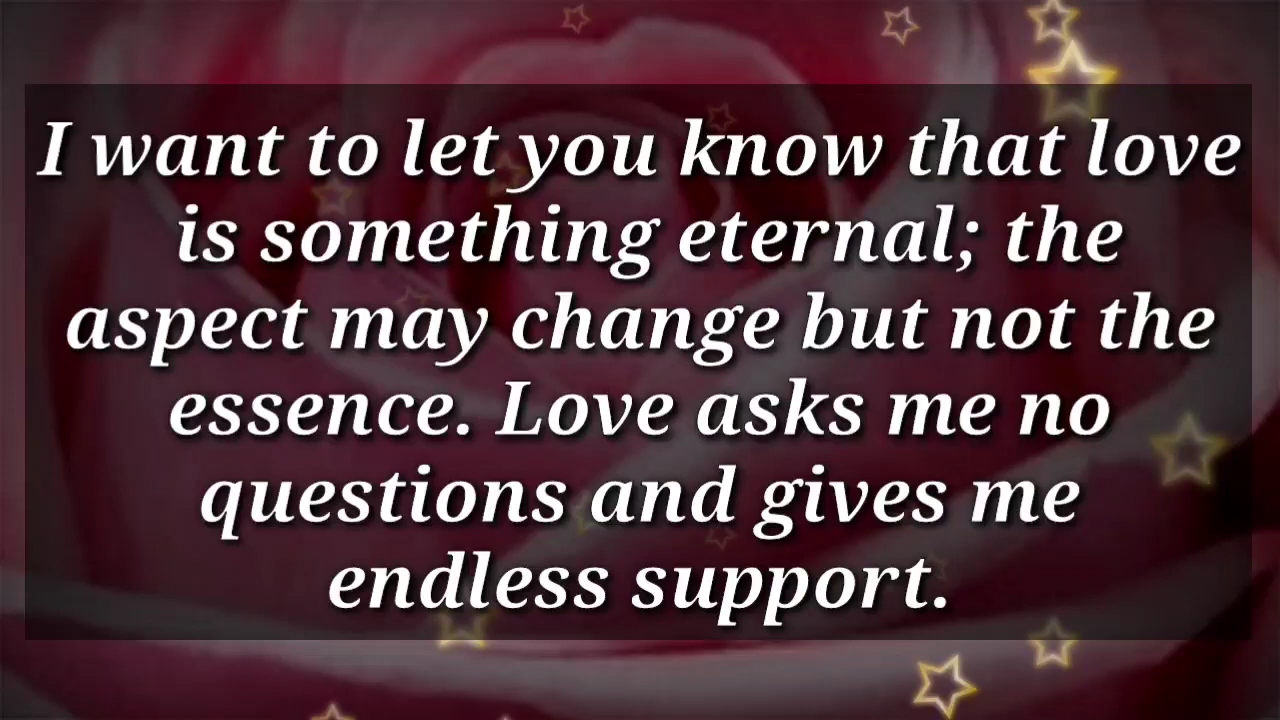 I want to let you know that love
is something eternal; the
aspect may change but not the
essence. Love asks me no
questions and gives me
endless support.